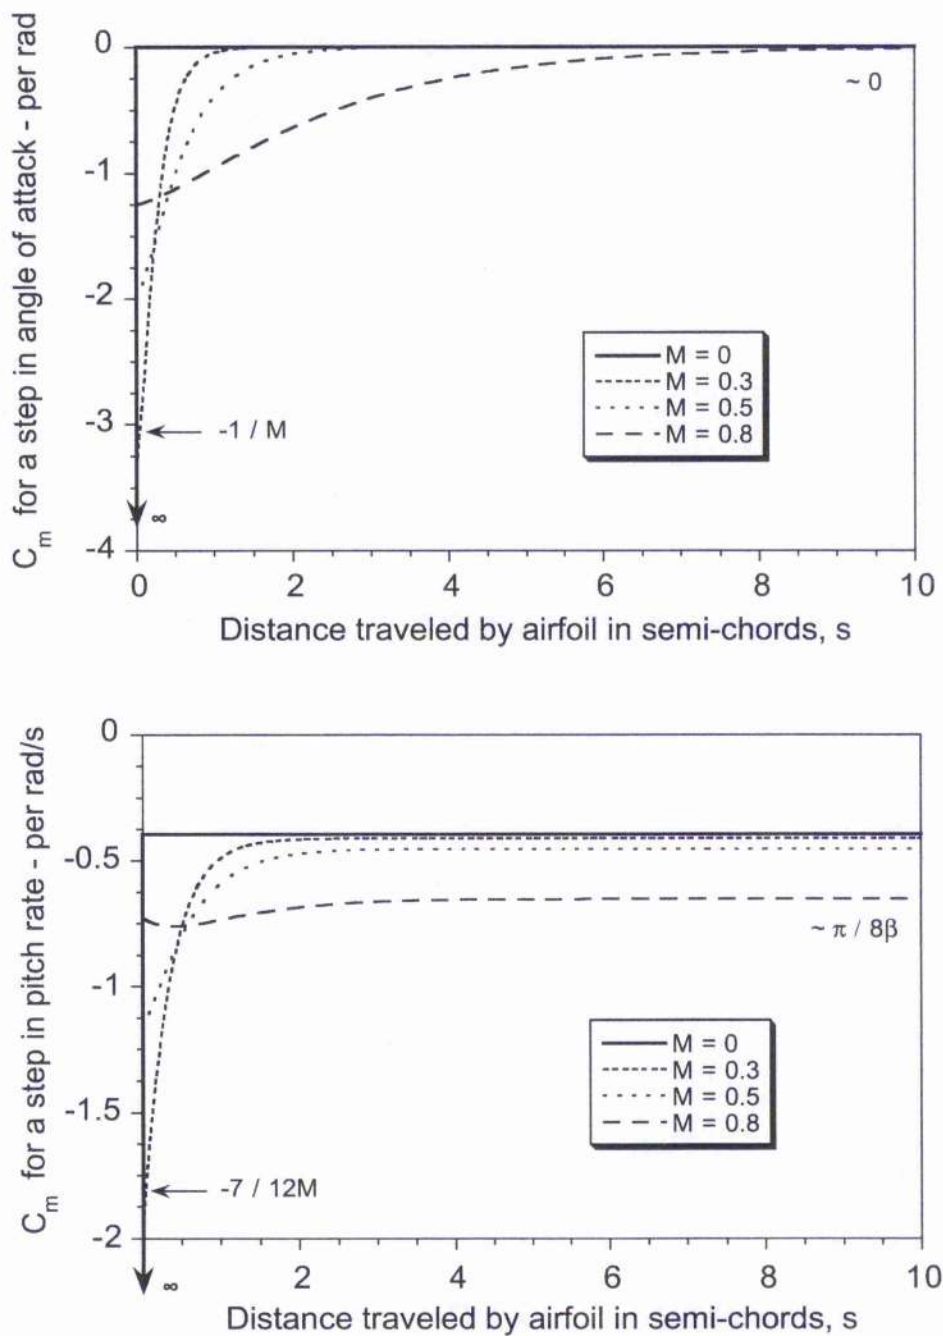 C_m for a step in angle of attack - per rad
0
-1
-2
-3
-4
~ 0
M = 0
M = 0.3
M = 0.5
M = 0.8
-1 / M
∞
0 2 4 6 8 10
Distance traveled by airfoil in semi-chords, s
C_m for a step in pitch rate - per rad/s
0
-0.5
-1
-1.5
-2
~ π / 8β
M = 0
M = 0.3
M = 0.5
M = 0.8
-7 / 12M
∞
2 4 6 8 10
Distance traveled by airfoil in semi-chords, s